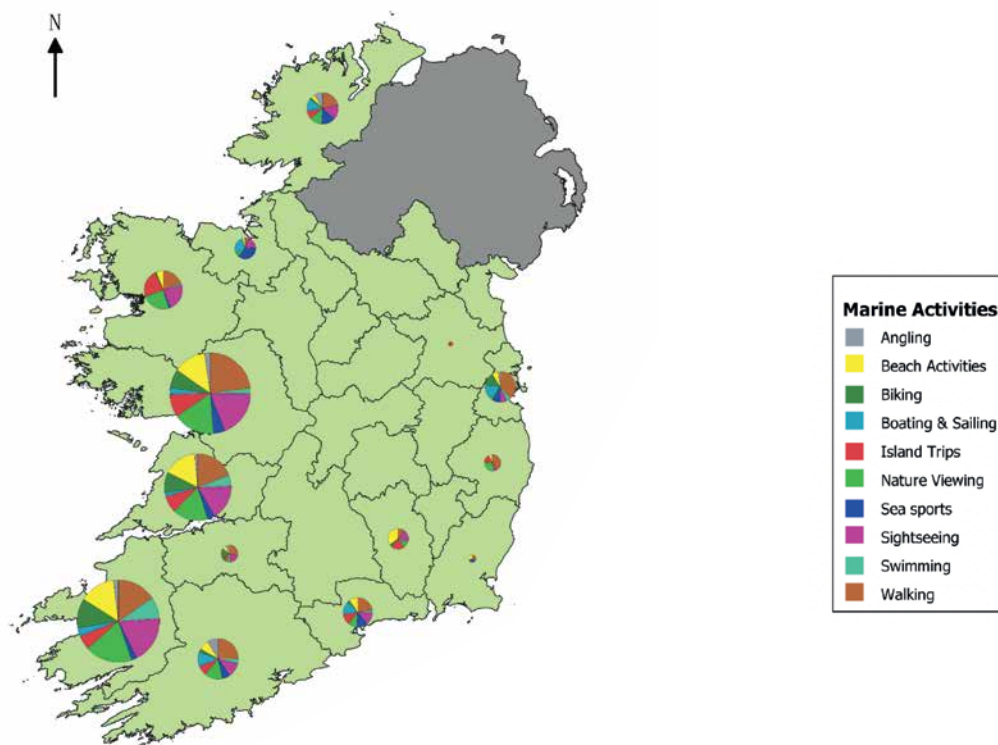 N
Marine Activities
Angling
Beach Activities
Biking
Boating & Sailing
Island Trips
Nature Viewing
Sea sports
Sightseeing
Swimming
Walking